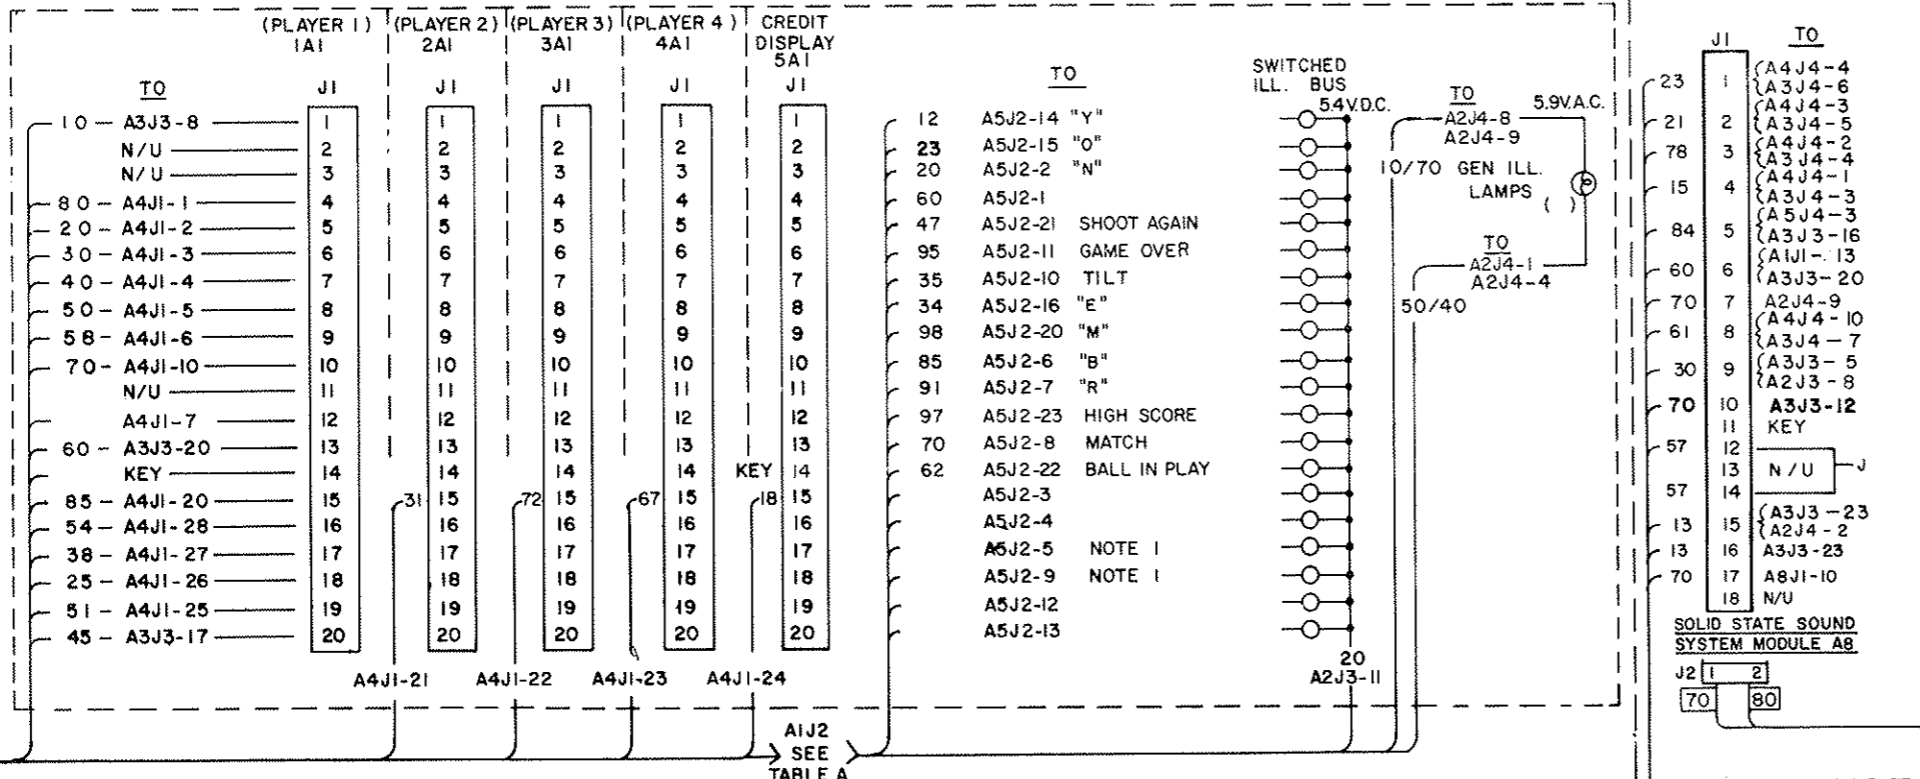 (PLAYER 1) (PLAYER 2) (PLAYER 3) (PLAYER 4) CREDIT
1A1 2A1 3A1 4A1 DISPLAY
5A1
TO J1 J1 J1 J1 J1
10 - A3J3-8 1 1 1 1 1
N/U 2 2 2 2 2
N/U 3 3 3 3 3
80 - A4J1-1 4 4 4 4 4
20 - A4J1-2 5 5 5 5 5
30 - A4J1-3 6 6 6 6 6
40 - A4J1-4 7 7 7 7 7
50 - A4J1-5 8 8 8 8 8
58 - A4J1-6 9 9 9 9 9
70 - A4J1-10 10 10 10 10 10
N/U 11 11 11 11 11
A4J1-7 12 12 12 12 12
60 - A3J3-20 13 13 13 13 13
KEY 14 14 14 14 KEY 14
85 - A4J1-20 15 31 15 72 15 67 15 18 15
54 - A4J1-28 16 16 16 16 16
38 - A4J1-27 17 17 17 17 17
25 - A4J1-26 18 18 18 18 18
51 - A4J1-25 19 19 19 19 19
45 - A3J3-17 20 20 20 20 20
A4J1-21 A4J1-22 A4J1-23 A4J1-24
A1J2
SEE
TABLE A
TO
SWITCHED
ILL. BUS
5.4V.D.C.
12 A5J2-14 "Y"
23 A5J2-15 "O"
20 A5J2-2 "N"
60 A5J2-1
47 A5J2-21 SHOOT AGAIN
95 A5J2-11 GAME OVER
35 A5J2-10 TILT
34 A5J2-16 "E"
98 A5J2-20 "M"
85 A5J2-6 "B"
91 A5J2-7 "R"
97 A5J2-23 HIGH SCORE
70 A5J2-8 MATCH
62 A5J2-22 BALL IN PLAY
A5J2-3
A5J2-4
A5J2-5 NOTE 1
A5J2-9 NOTE 1
A5J2-12
A5J2-13
20
A2J3-11
TO 5.9V.A.C.
A2J4-8
A2J4-9
10/70 GEN ILL.
LAMPS
( )
TO
A2J4-1
A2J4-4
50/40
J1 TO
23 1 A4J4-4
A3J4-6
21 2 A4J4-3
A3J4-5
78 3 A4J4-2
A3J4-4
15 4 A4J4-1
A3J4-3
84 5 A5J4-3
A3J3-16
60 6 A1J1-13
A3J3-20
70 7 A2J4-9
61 8 A4J4-10
A3J4-7
30 9 A3J3-5
A2J3-8
70 10 A3J3-12
11 KEY
57 12
13 N/U J
57 14
13 15 A3J3-23
A2J4-2
13 16 A3J3-23
70 17 A8J1-10
18 N/U
SOLID STATE SOUND
SYSTEM MODULE A8
J2 1 2
70 80